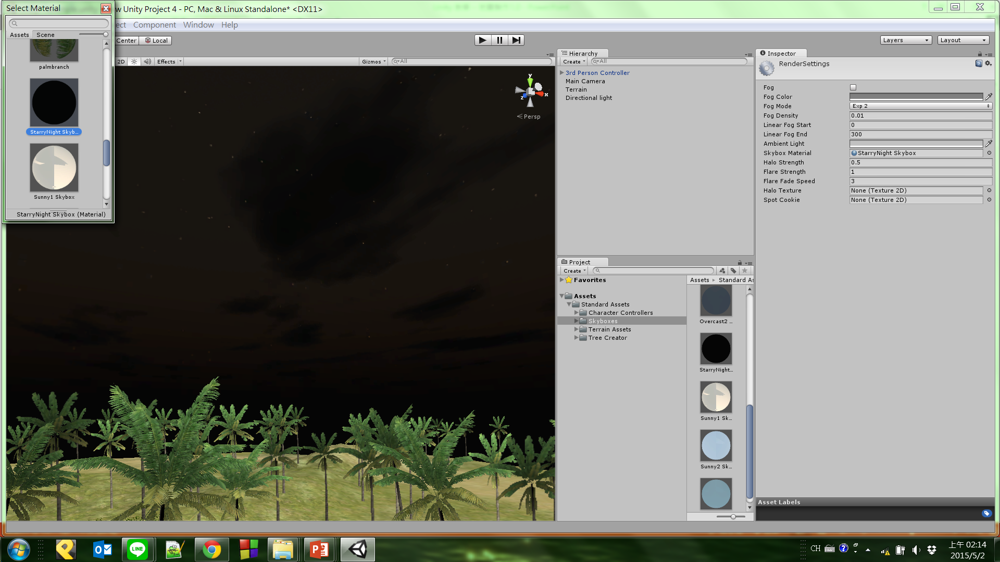 Select Material
w Unity Project 4 - PC, Mac & Linux Standalone* <DX11>
ect Component Window Help
Assets Scene
Center Local
Layers Layout
palmbranch
StarryNight Skyb...
Sunny1 Skybox
StarryNight Skybox (Material)
2D Effects Gizmos All
y
x
z
Persp
Hierarchy
Create All
3rd Person Controller
Main Camera
Terrain
Directional light
Project
Create
Favorites
Assets
Standard Assets
Character Controllers
Skyboxes
Terrain Assets
Tree Creator
Assets Standard As
Overcast2 ...
StarryNight...
Sunny1 Sk...
Sunny2 Sk...
Inspector
RenderSettings
Fog
Fog Color
Fog Mode Exp 2
Fog Density 0.01
Linear Fog Start 0
Linear Fog End 300
Ambient Light
Skybox Material StarryNight Skybox
Halo Strength 0.5
Flare Strength 1
Flare Fade Speed 3
Halo Texture None (Texture 2D)
Spot Cookie None (Texture 2D)
Asset Labels
LINE
CH
上午 02:14
2015/5/2